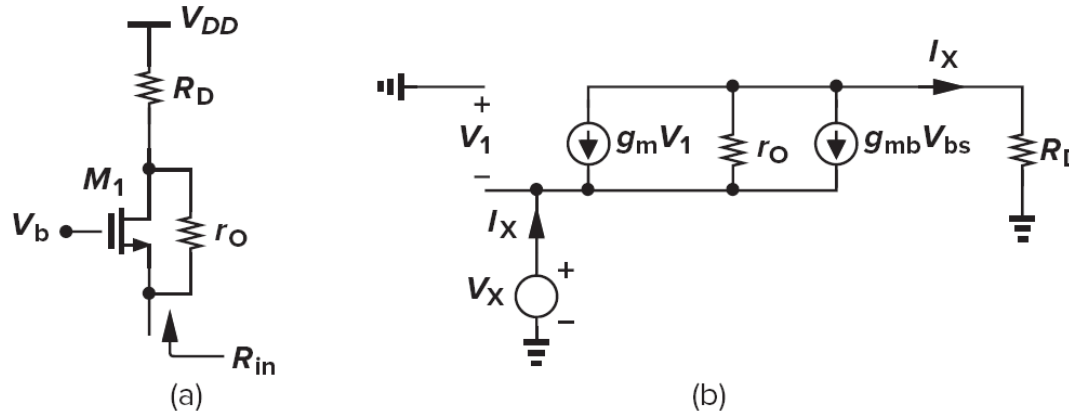 V_DD
R_D
M_1
V_b
r_O
R_in
(a)
I_X
+
V_1
−
g_mV_1
r_O
g_mbV_bs
R_D
I_X
V_X
+
−
(b)